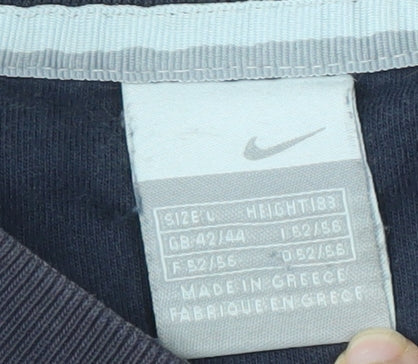 SIZE: L HEIGHT 183
GB 42/44 I 52/56
F 52/56 D 52/56
MADE IN GREECE
FABRIQUE EN GRECE